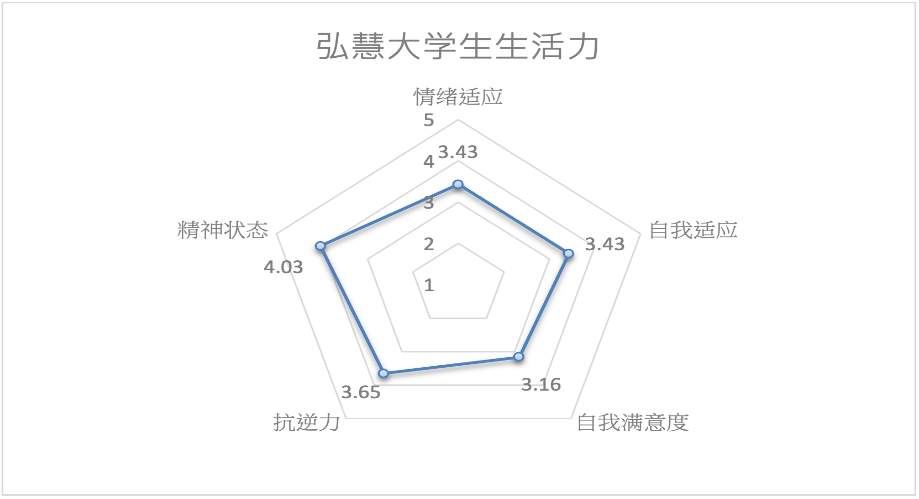 弘慧大学生生活力
情绪适应
5
3.43
4
3
2
1
自我适应
3.43
自我满意度
3.16
抗逆力
3.65
精神状态
4.03